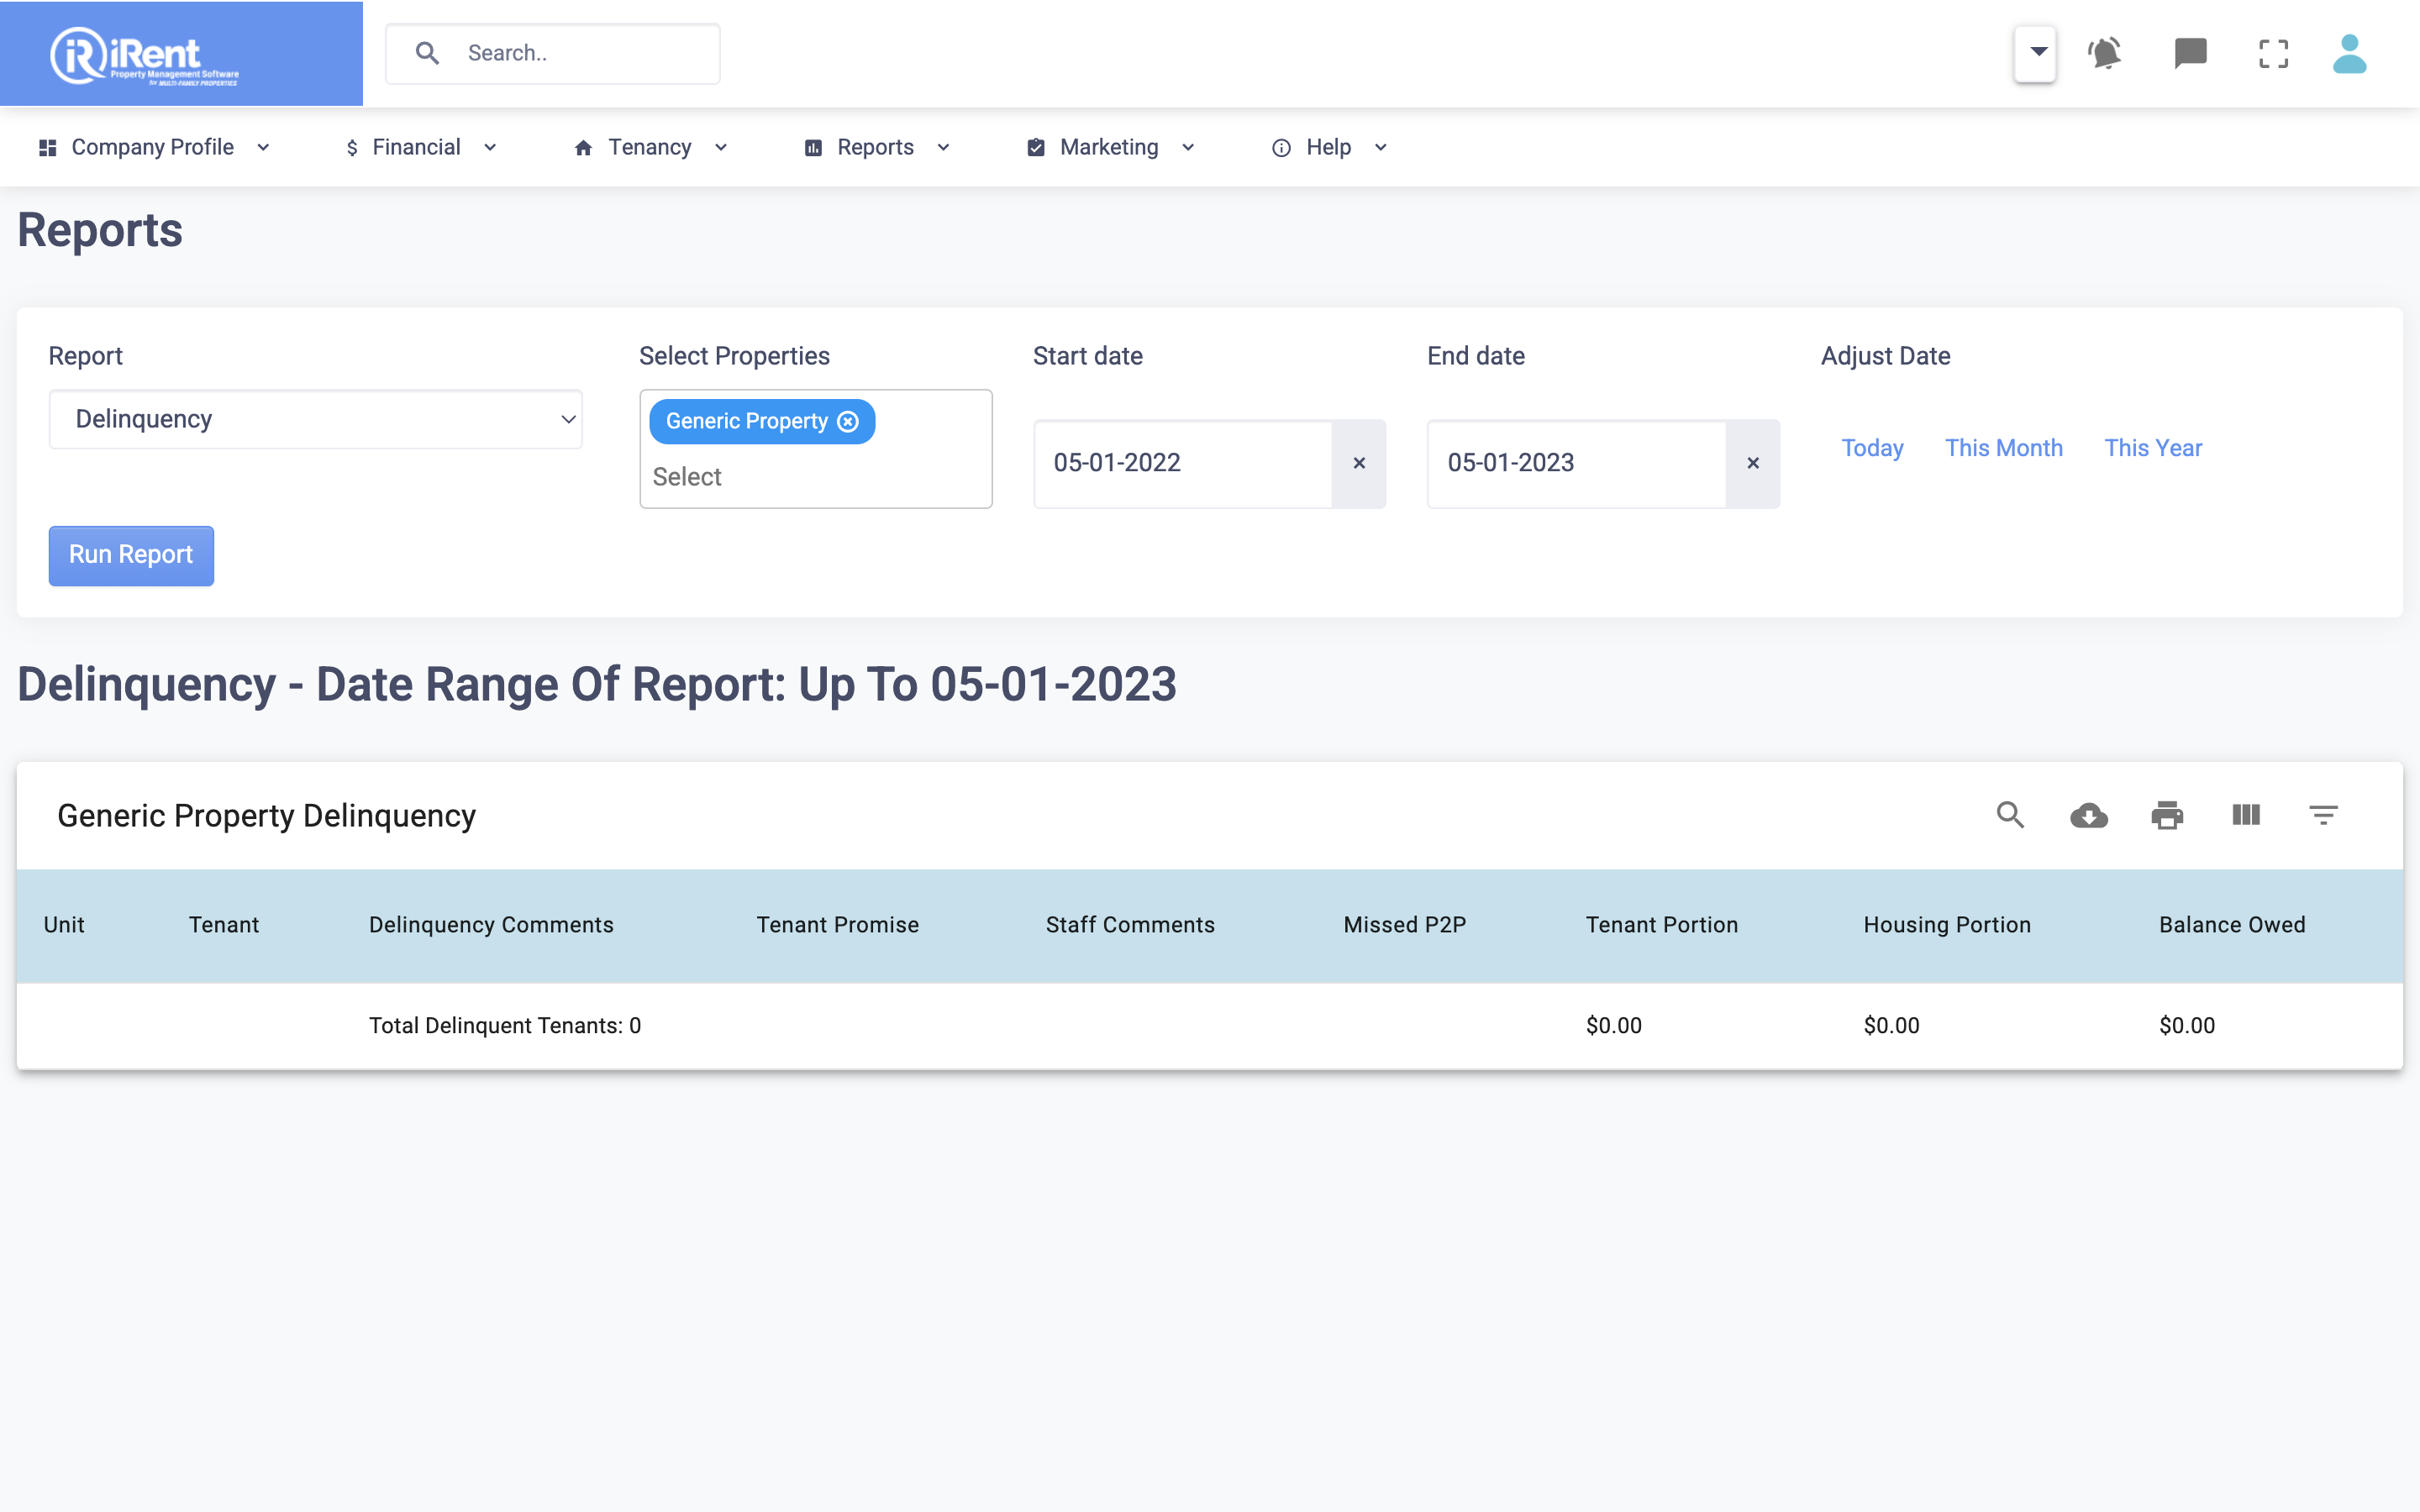 iRent
Property Management Software
for MULTI-FAMILY PROPERTIES
Search..
Company Profile Financial Tenancy Reports Marketing Help
Reports
Report Select Properties Start date End date Adjust Date
Delinquency Generic Property Select 05-01-2022 × 05-01-2023 × Today This Month This Year
Run Report
Delinquency - Date Range Of Report: Up To 05-01-2023
Generic Property Delinquency
Unit Tenant Delinquency Comments Tenant Promise Staff Comments Missed P2P Tenant Portion Housing Portion Balance Owed
Total Delinquent Tenants: 0 $0.00 $0.00 $0.00